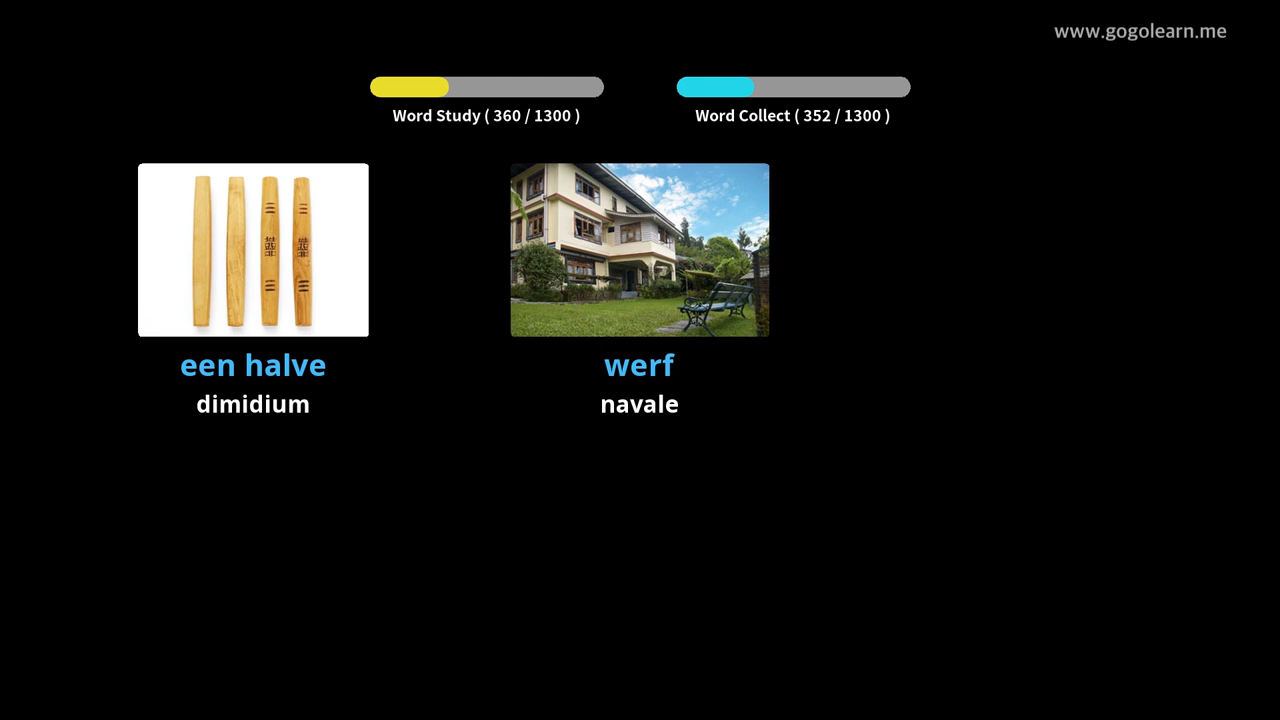 www.gogolearn.me
Word Study ( 360 / 1300 )
Word Collect ( 352 / 1300 )
een halve
dimidium
werf
navale